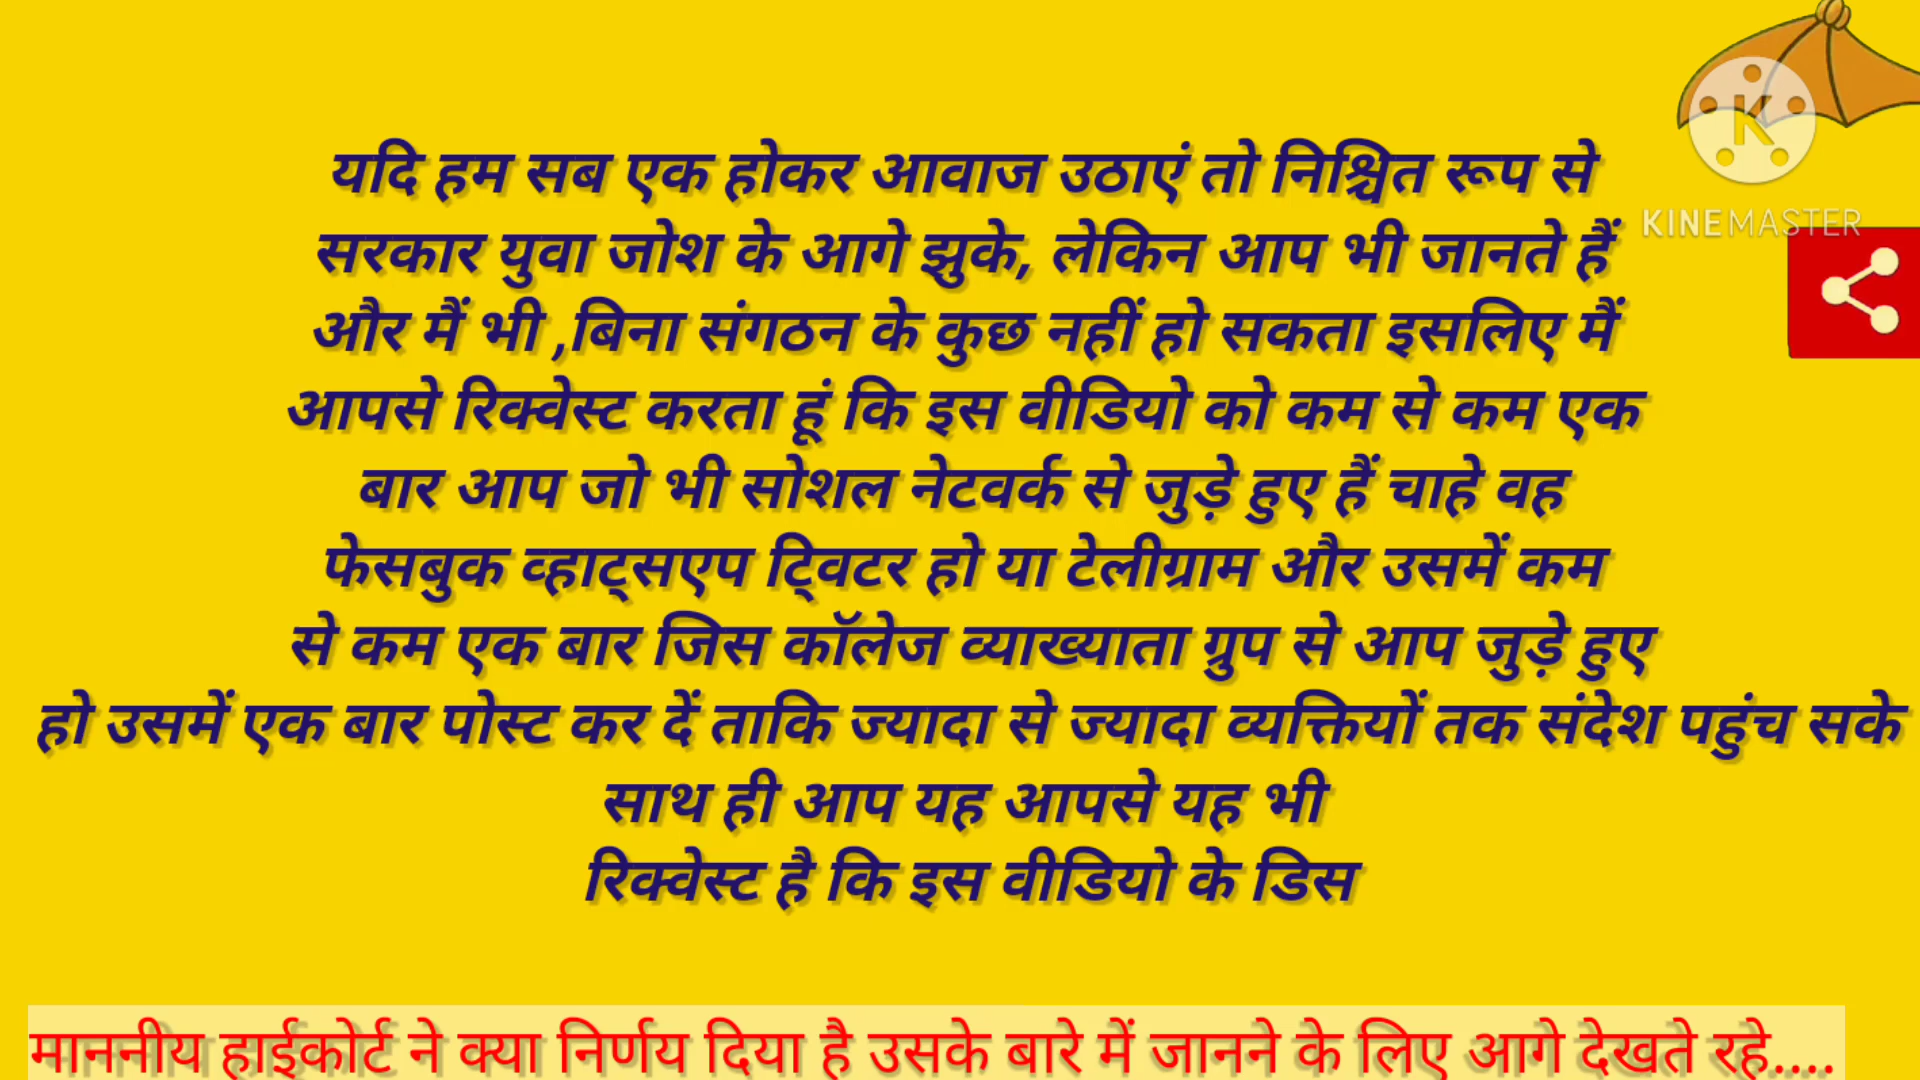 यदि हम सब एक होकर आवाज उठाएं तो निश्चित रूप से
सरकार युवा जोश के आगे झुके, लेकिन आप भी जानते हैं
और मैं भी ,बिना संगठन के कुछ नहीं हो सकता इसलिए मैं
आपसे रिक्वेस्ट करता हूं कि इस वीडियो को कम से कम एक
बार आप जो भी सोशल नेटवर्क से जुड़े हुए हैं चाहे वह
फेसबुक व्हाट्सएप ट्विटर हो या टेलीग्राम और उसमें कम
से कम एक बार जिस कॉलेज व्याख्याता ग्रुप से आप जुड़े हुए
हो उसमें एक बार पोस्ट कर दें ताकि ज्यादा से ज्यादा व्यक्तियों तक संदेश पहुंच सके
साथ ही आप यह आपसे यह भी
रिक्वेस्ट है कि इस वीडियो के डिस
माननीय हाईकोर्ट ने क्या निर्णय दिया है उसके बारे में जानने के लिए आगे देखते रहे....
K
KINEMASTER